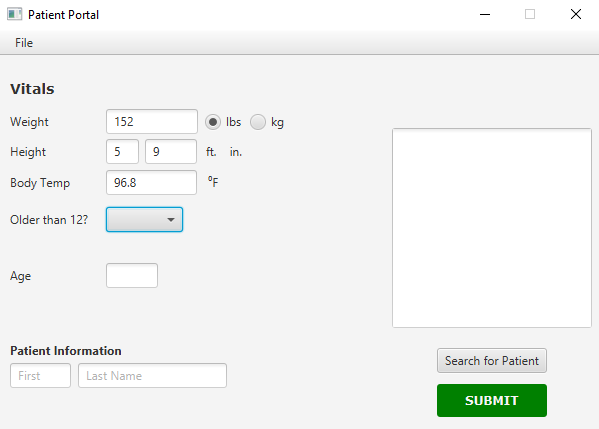 Patient Portal
File
Vitals
Weight 152 lbs kg
Height 5 9 ft. in.
Body Temp 96.8 ⁰F
Older than 12?
Age
Patient Information
First Last Name
Search for Patient
SUBMIT